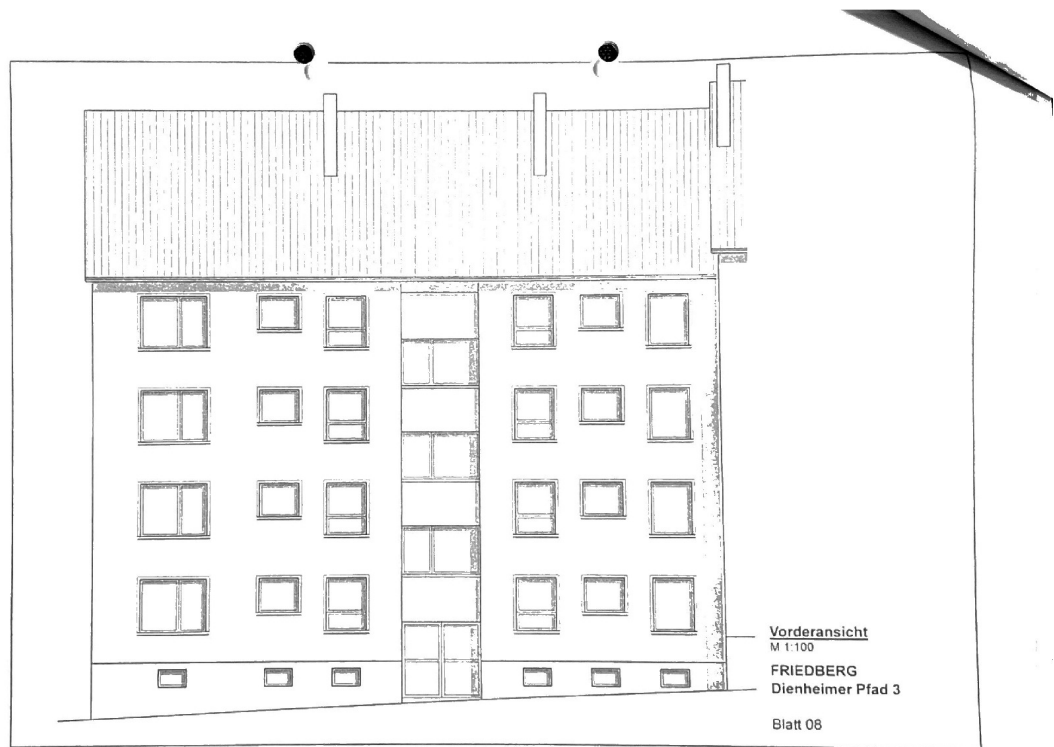 Vorderansicht
M 1:100
FRIEDBERG
Dienheimer Pfad 3
Blatt 08